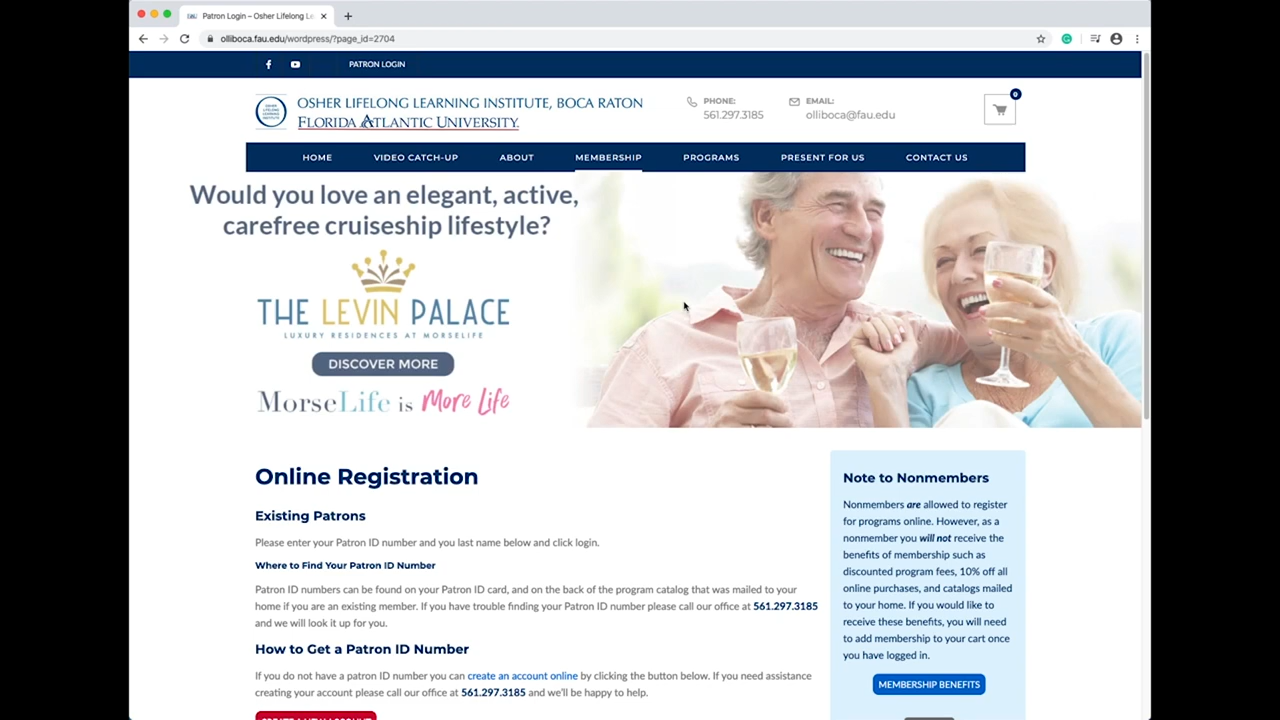 Patron Login – Osher Lifelong Le
olliboca.fau.edu/wordpress/?page_id=2704
PATRON LOGIN
OSHER LIFELONG LEARNING INSTITUTE, BOCA RATON
FLORIDA ATLANTIC UNIVERSITY.
PHONE:
561.297.3185
EMAIL:
olliboca@fau.edu
0
HOME VIDEO CATCH-UP ABOUT MEMBERSHIP PROGRAMS PRESENT FOR US CONTACT US
Would you love an elegant, active,
carefree cruiseship lifestyle?
THE LEVIN PALACE
LUXURY RESIDENCES AT MORSELIFE
DISCOVER MORE
MorseLife is More Life
Online Registration
Existing Patrons
Please enter your Patron ID number and you last name below and click login.
Where to Find Your Patron ID Number
Patron ID numbers can be found on your Patron ID card, and on the back of the program catalog that was mailed to your
home if you are an existing member. If you have trouble finding your Patron ID number please call our office at 561.297.3185
and we will look it up for you.
How to Get a Patron ID Number
If you do not have a patron ID number you can create an account online by clicking the button below. If you need assistance
creating your account please call our office at 561.297.3185 and we'll be happy to help.
Note to Nonmembers
Nonmembers are allowed to register
for programs online. However, as a
nonmember you will not receive the
benefits of membership such as
discounted program fees, 10% off all
online purchases, and catalogs mailed
to your home. If you would like to
receive these benefits, you will need
to add membership to your cart once
you have logged in.
MEMBERSHIP BENEFITS